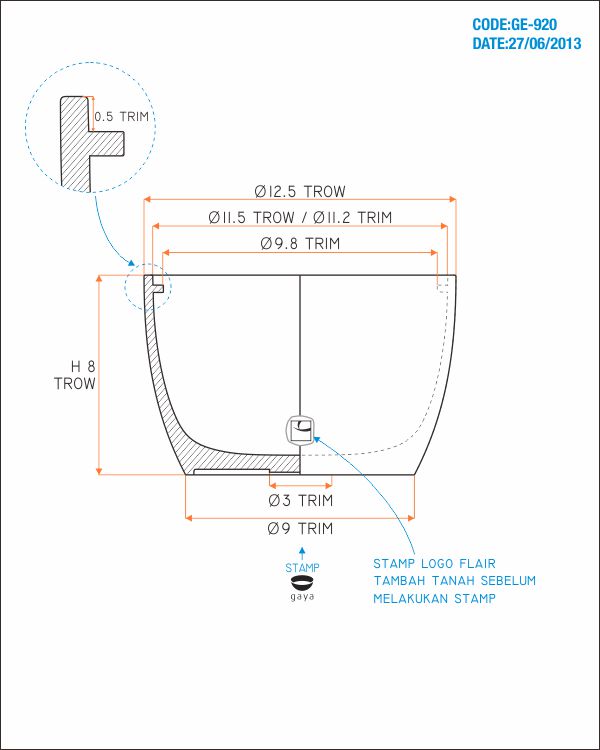 CODE:GE-920
DATE:27/06/2013
0.5 TRIM
Ø12.5 TROW
Ø11.5 TROW / Ø11.2 TRIM
Ø9.8 TRIM
H 8
TROW
Ø3 TRIM
Ø9 TRIM
STAMP
gaya
STAMP LOGO FLAIR
TAMBAH TANAH SEBELUM
MELAKUKAN STAMP